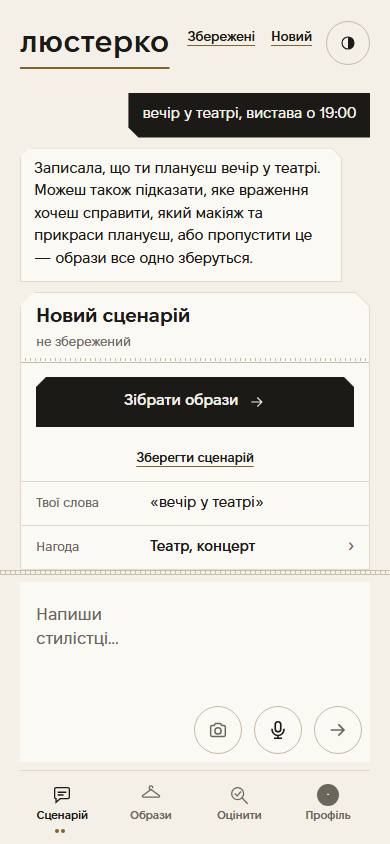 люстерко
Збережені
Новий
вечір у театрі, вистава о 19:00
Записала, що ти плануєш вечір у театрі.
Можеш також підказати, яке враження
хочеш справити, який макіяж та
прикраси плануєш, або пропустити це
— образи все одно зберуться.
Новий сценарій
не збережений
Зібрати образи →
Зберегти сценарій
Твої слова
«вечір у театрі»
Нагода
Театр, концерт
Напиши
стилістці...
Сценарій
Образи
Оцінити
Профіль